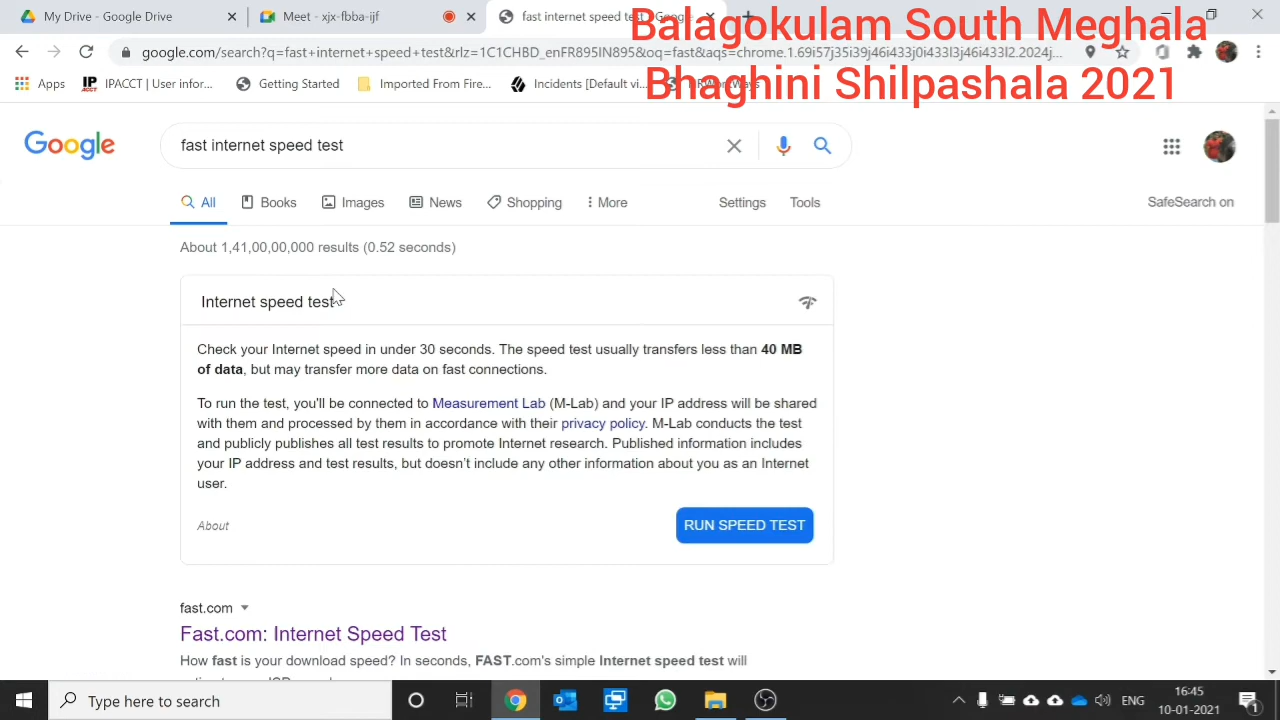 My Drive - Google Drive
Meet - xjx-fbba-ijf
fast internet speed test - Google
Balagokulam South Meghala
google.com/search?q=fast+internet+speed+test&rlz=1C1CHBD_enFR895IN895&oq=fast&aqs=chrome.1.69i57j35i39j46i433j0i433l3j46i433l2.2024j...
Apps
IPACCT | User infor...
Getting Started
Imported From Fire...
Incidents [Default vi...
Bhaghini Shilpashala 2021
Google
fast internet speed test
All
Books
Images
News
Shopping
More
Settings
Tools
SafeSearch on
About 1,41,00,00,000 results (0.52 seconds)
Internet speed test
Check your Internet speed in under 30 seconds. The speed test usually transfers less than 40 MB
of data, but may transfer more data on fast connections.
To run the test, you'll be connected to Measurement Lab (M-Lab) and your IP address will be shared
with them and processed by them in accordance with their privacy policy. M-Lab conducts the test
and publicly publishes all test results to promote Internet research. Published information includes
your IP address and test results, but doesn't include any other information about you as an Internet
user.
About
RUN SPEED TEST
fast.com
Fast.com: Internet Speed Test
How fast is your download speed? In seconds, FAST.com's simple Internet speed test will
Type here to search
ENG
16:45
10-01-2021
1